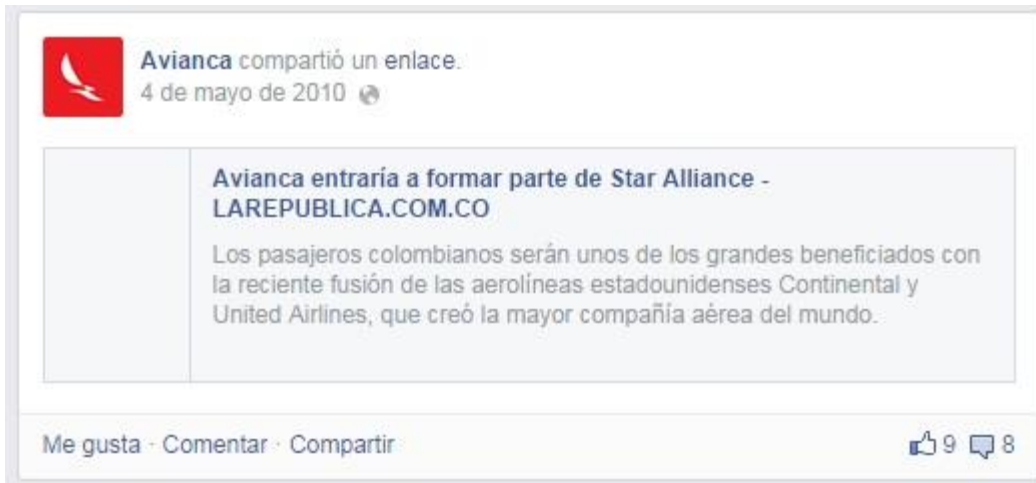 Avianca compartió un enlace.
4 de mayo de 2010
Avianca entraría a formar parte de Star Alliance -
LAREPUBLICA.COM.CO
Los pasajeros colombianos serán unos de los grandes beneficiados con
la reciente fusión de las aerolíneas estadounidenses Continental y
United Airlines, que creó la mayor compañía aérea del mundo.
Me gusta · Comentar · Compartir 9 8